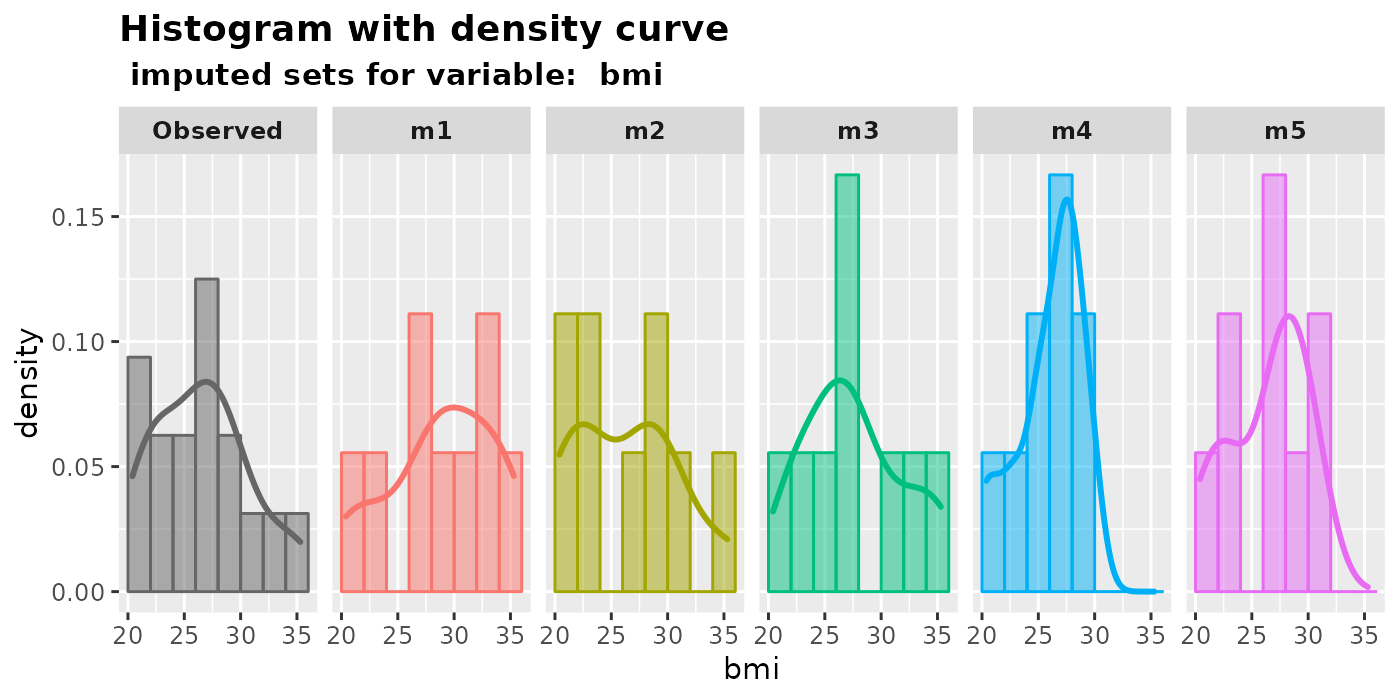 Histogram with density curve
imputed sets for variable:  bmi
Observed m1 m2 m3 m4 m5
density
0.15
0.10
0.05
0.00
20 25 30 35 20 25 30 35 20 25 30 35 20 25 30 35 20 25 30 35 20 25 30 35
bmi